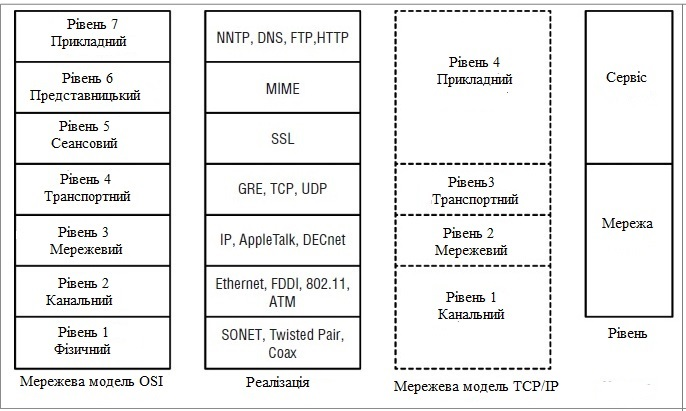 Рівень 7
Прикладний
Рівень 6
Представницький
Рівень 5
Сеансовий
Рівень 4
Транспортний
Рівень 3
Мережевий
Рівень 2
Канальний
Рівень 1
Фізичний
Мережева модель OSI
NNTP, DNS, FTP,HTTP
MIME
SSL
GRE, TCP, UDP
IP, AppleTalk, DECnet
Ethernet, FDDI, 802.11,
ATM
SONET, Twisted Pair,
Coax
Реалізація
Рівень 4
Прикладний
Рівень3
Транспортний
Рівень 2
Мережевий
Рівень 1
Канальний
Мережева модель TCP/IP
Сервіс
Мережа
Рівень